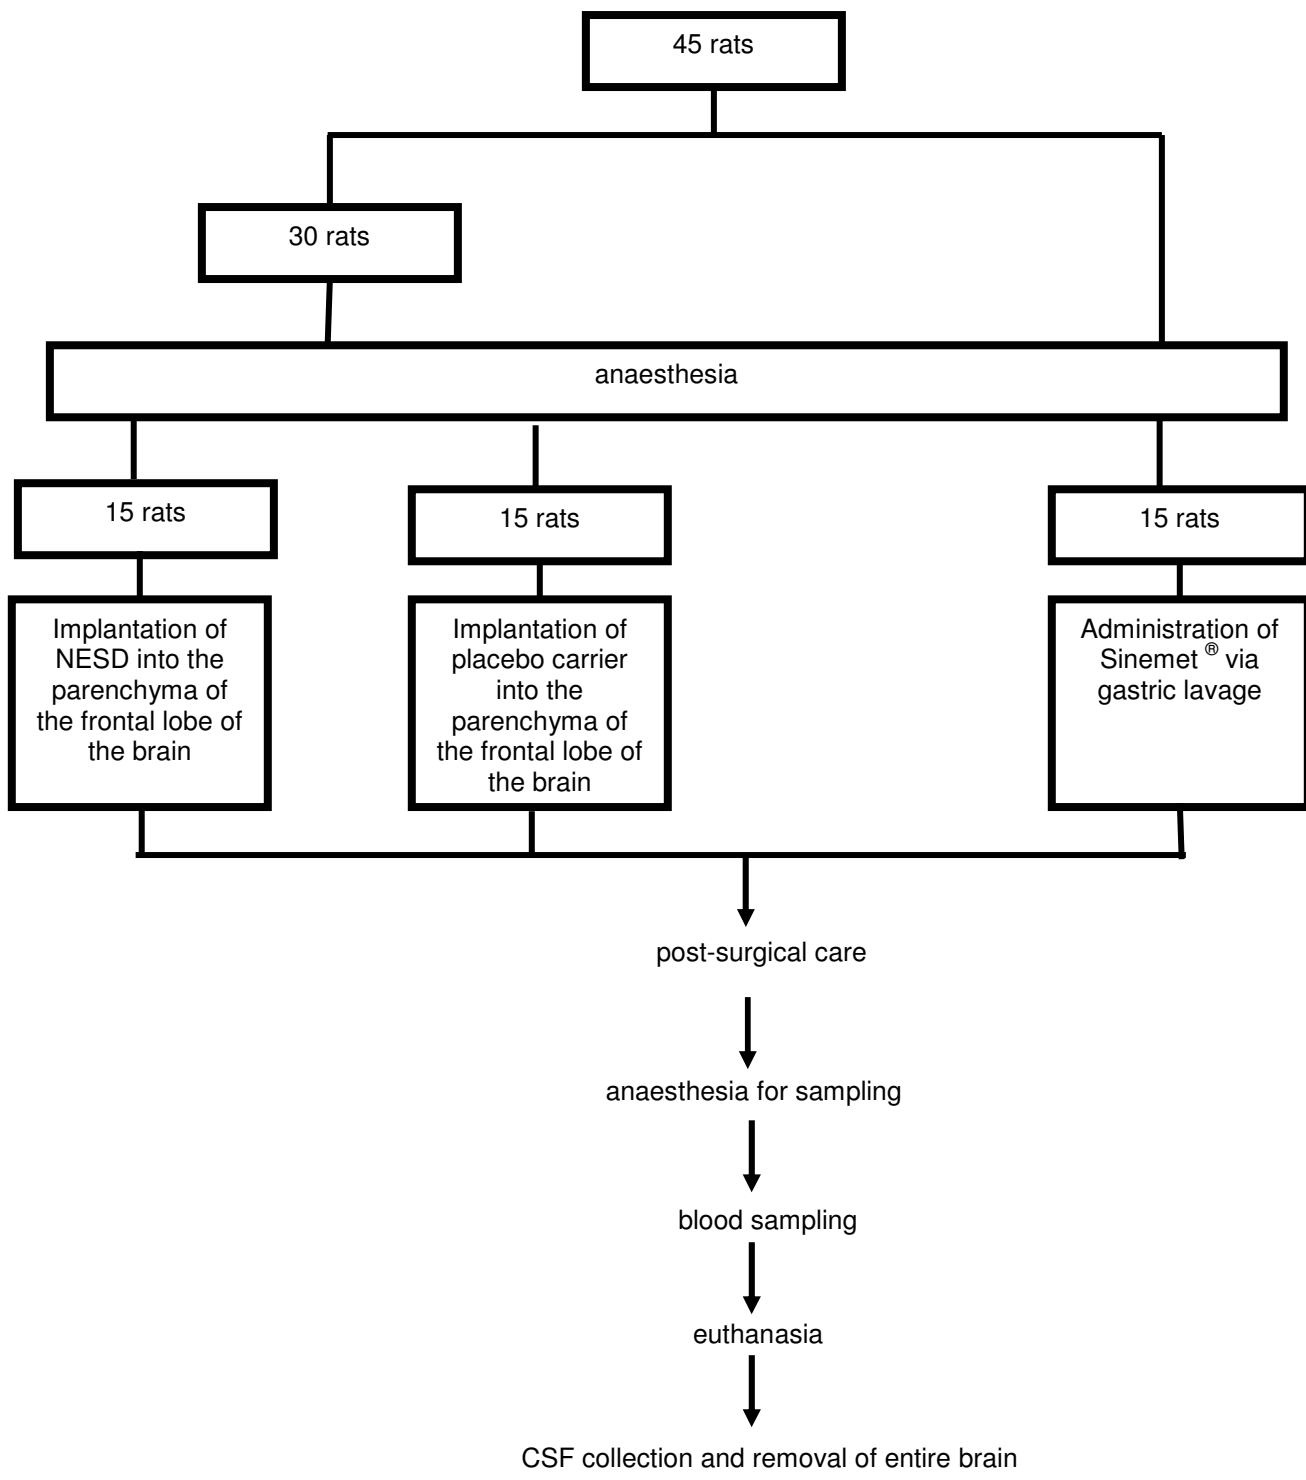 45 rats
30 rats
anaesthesia
15 rats
15 rats
15 rats
Implantation of
NESD into the
parenchyma of
the frontal lobe of
the brain
Implantation of
placebo carrier
into the
parenchyma of
the frontal lobe of
the brain
Administration of
Sinemet ® via
gastric lavage
post-surgical care
anaesthesia for sampling
blood sampling
euthanasia
CSF collection and removal of entire brain